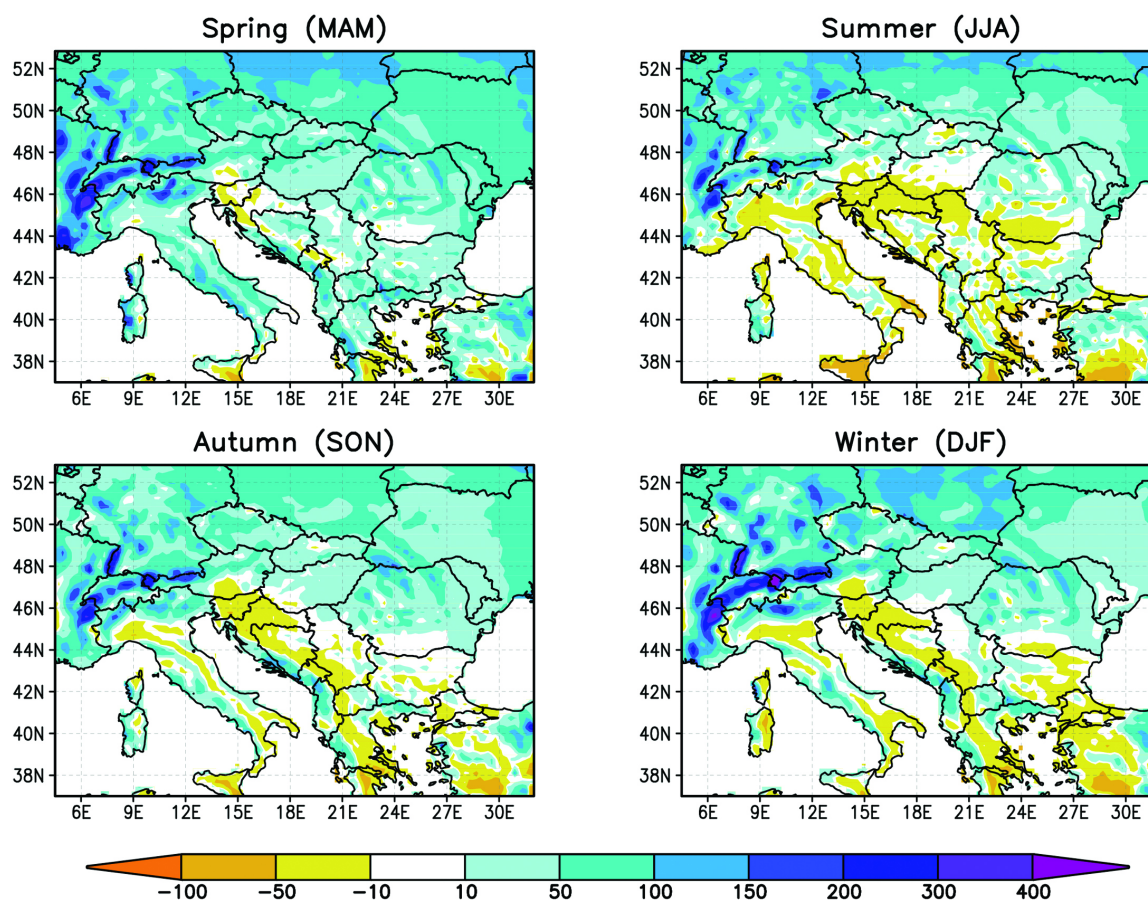 Spring (MAM)
Summer (JJA)
52N
50N
48N
46N
44N
42N
40N
38N
6E 9E 12E 15E 18E 21E 24E 27E 30E
52N
50N
48N
46N
44N
42N
40N
38N
6E 9E 12E 15E 18E 21E 24E 27E 30E
Autumn (SON)
Winter (DJF)
52N
50N
48N
46N
44N
42N
40N
38N
6E 9E 12E 15E 18E 21E 24E 27E 30E
52N
50N
48N
46N
44N
42N
40N
38N
6E 9E 12E 15E 18E 21E 24E 27E 30E
−100 −50 −10 10 50 100 150 200 300 400